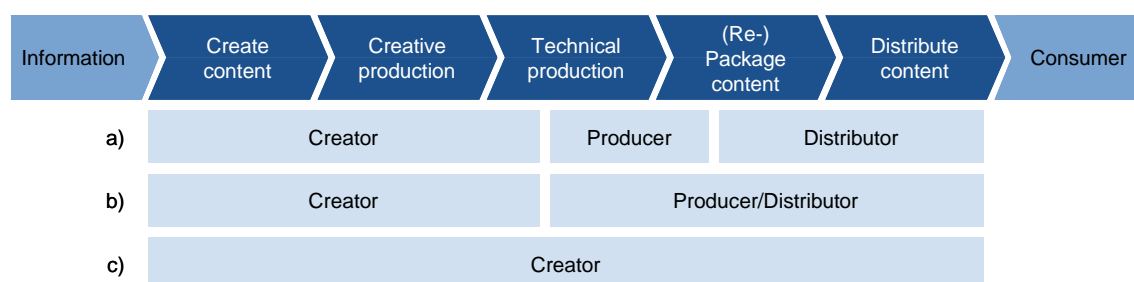 Information
Create
content
Creative
production
Technical
production
(Re-)
Package
content
Distribute
content
Consumer
a)
Creator
Producer
Distributor
b)
Creator
Producer/Distributor
c)
Creator